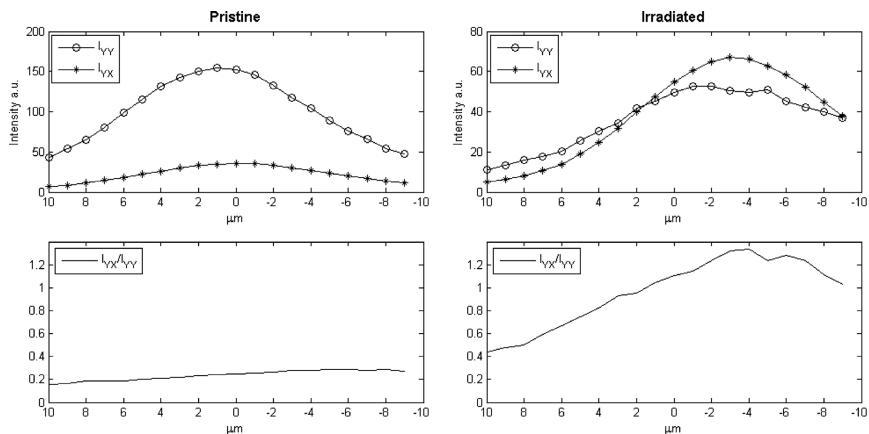 Pristine
Intensity a.u.
200
150
100
50
0
I_YY
I_YX
10 8 6 4 2 0 -2 -4 -6 -8 -10
µm
Irradiated
Intensity a.u.
80
60
40
20
0
I_YY
I_YX
10 8 6 4 2 0 -2 -4 -6 -8 -10
µm
1.2
1
0.8
0.6
0.4
0.2
0
I_YX/I_YY
10 8 6 4 2 0 -2 -4 -6 -8 -10
µm
1.2
1
0.8
0.6
0.4
0.2
0
I_YX/I_YY
10 8 6 4 2 0 -2 -4 -6 -8 -10
µm